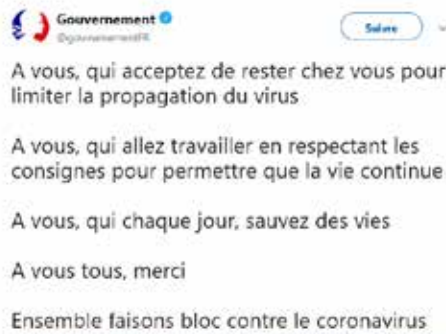 Gouvernement
@gouvernementFR
Suivre
A vous, qui acceptez de rester chez vous pour
limiter la propagation du virus
A vous, qui allez travailler en respectant les
consignes pour permettre que la vie continue
A vous, qui chaque jour, sauvez des vies
A vous tous, merci
Ensemble faisons bloc contre le coronavirus